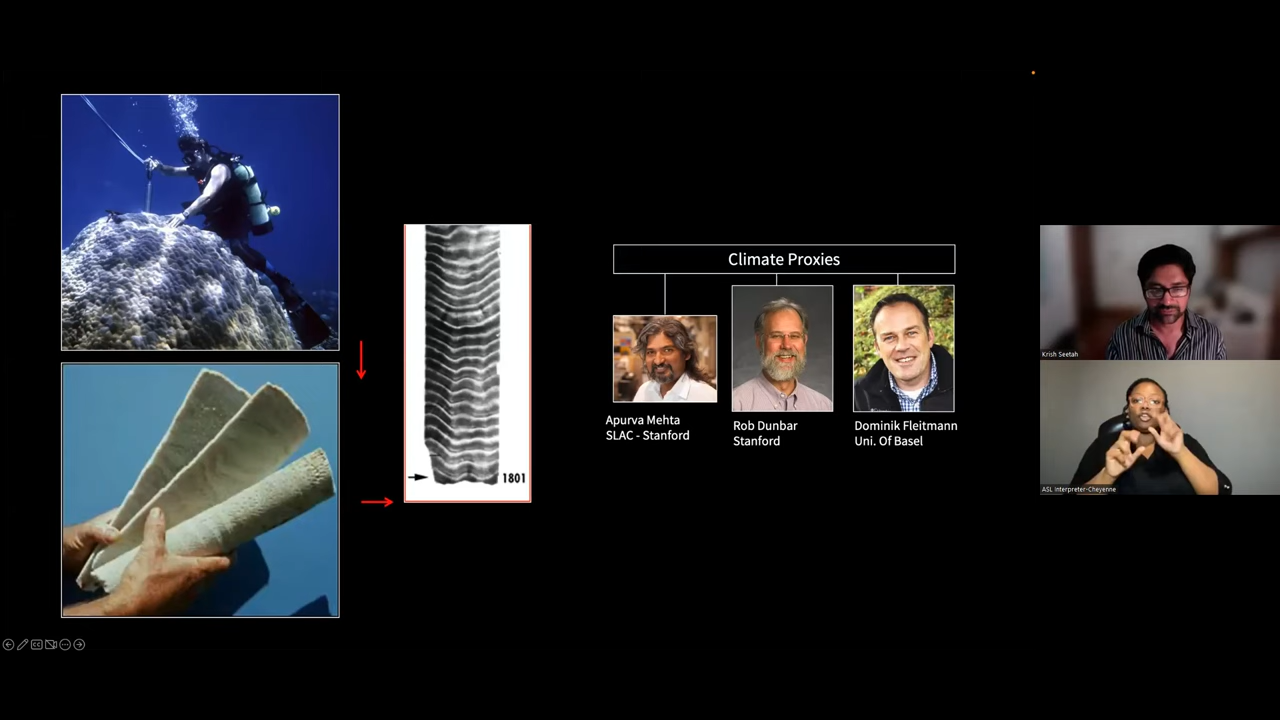 Climate Proxies
Apurva Mehta
SLAC - Stanford
Rob Dunbar
Stanford
Dominik Fleitmann
Uni. Of Basel
1801
Krish Seetah
ASL Interpreter-Cheyenne
CC